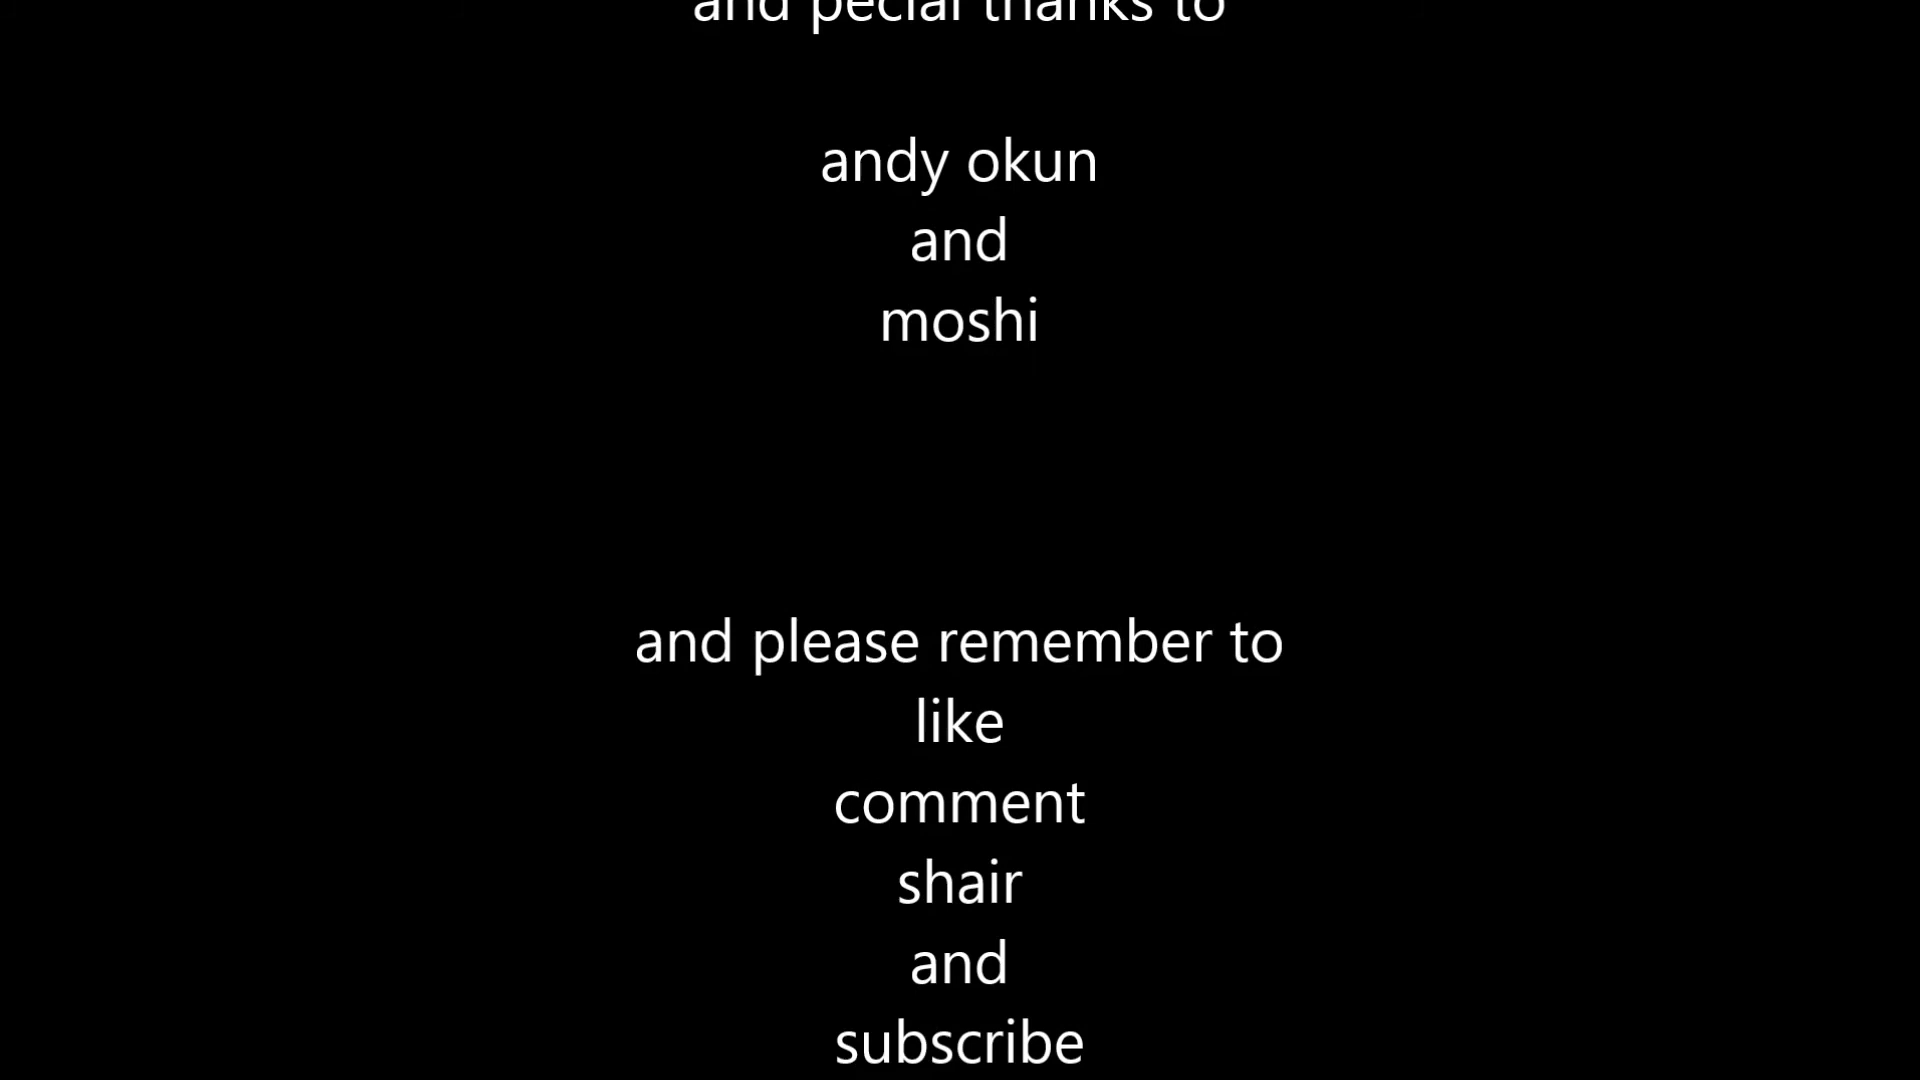 and pecial thanks to
andy okun
and
moshi
and please remember to
like
comment
shair
and
subscribe